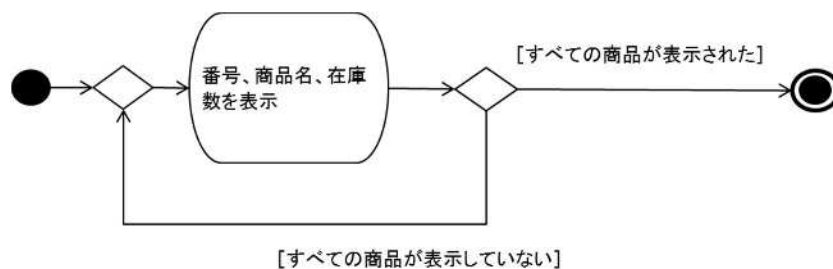 [すべての商品が表示された]
番号、商品名、在庫
数を表示
[すべての商品が表示していない]